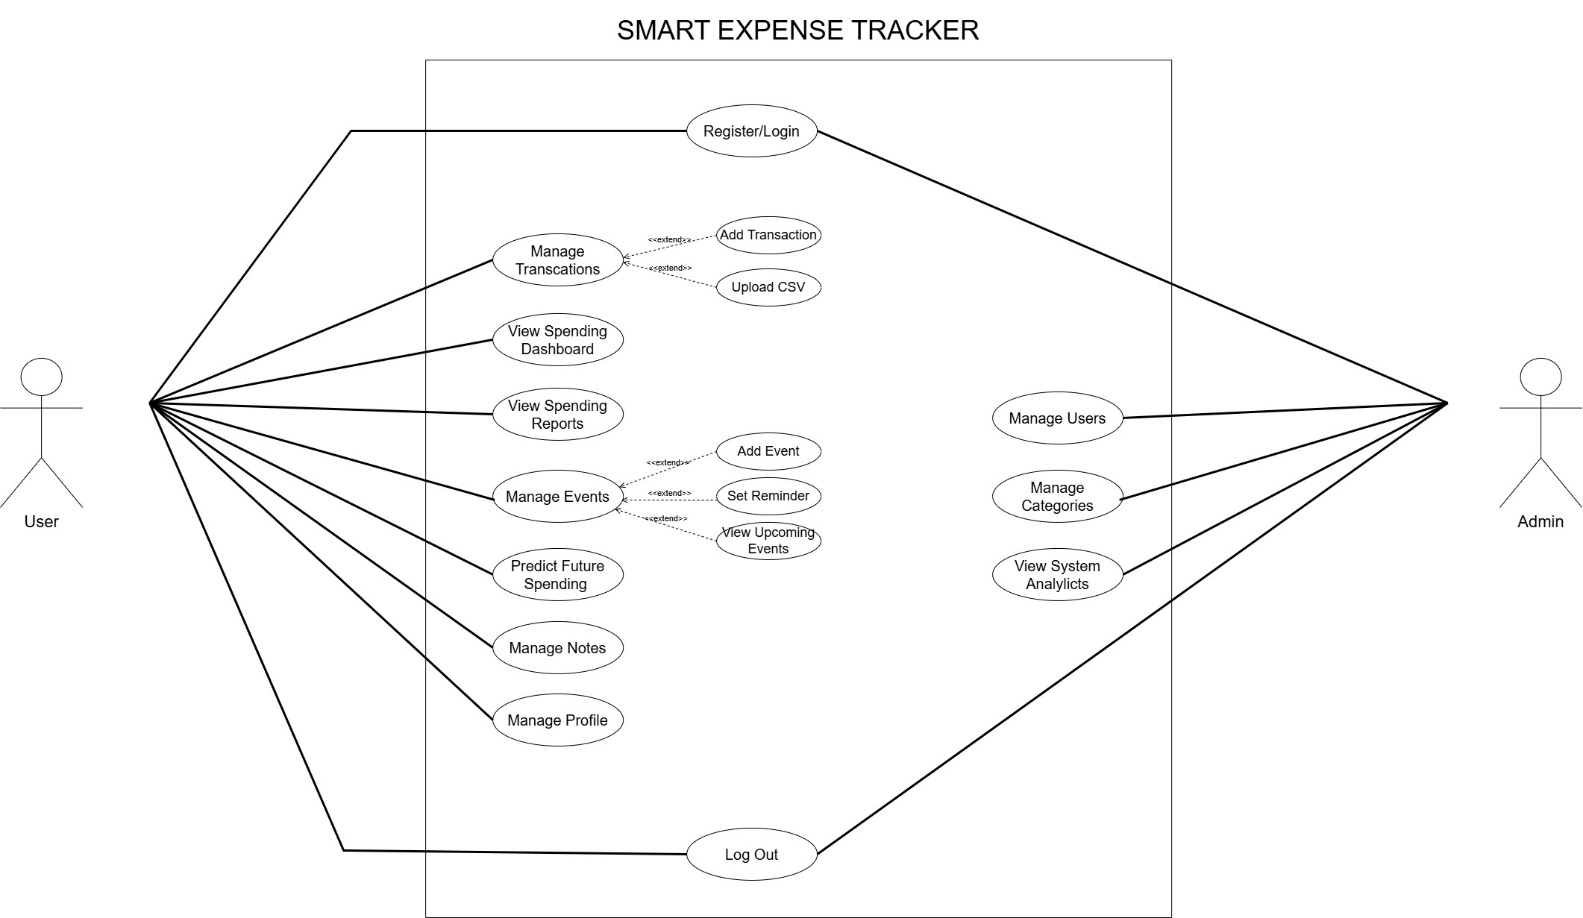 SMART EXPENSE TRACKER
Register/Login
Manage
Transcations
<<extend>>
Add Transaction
<<extend>>
Upload CSV
View Spending
Dashboard
View Spending
Reports
Manage Events
<<extend>>
Add Event
<<extend>>
Set Reminder
<<extend>>
View Upcoming
Events
Predict Future
Spending
Manage Notes
Manage Profile
Log Out
Manage Users
Manage
Categories
View System
Analylicts
User
Admin